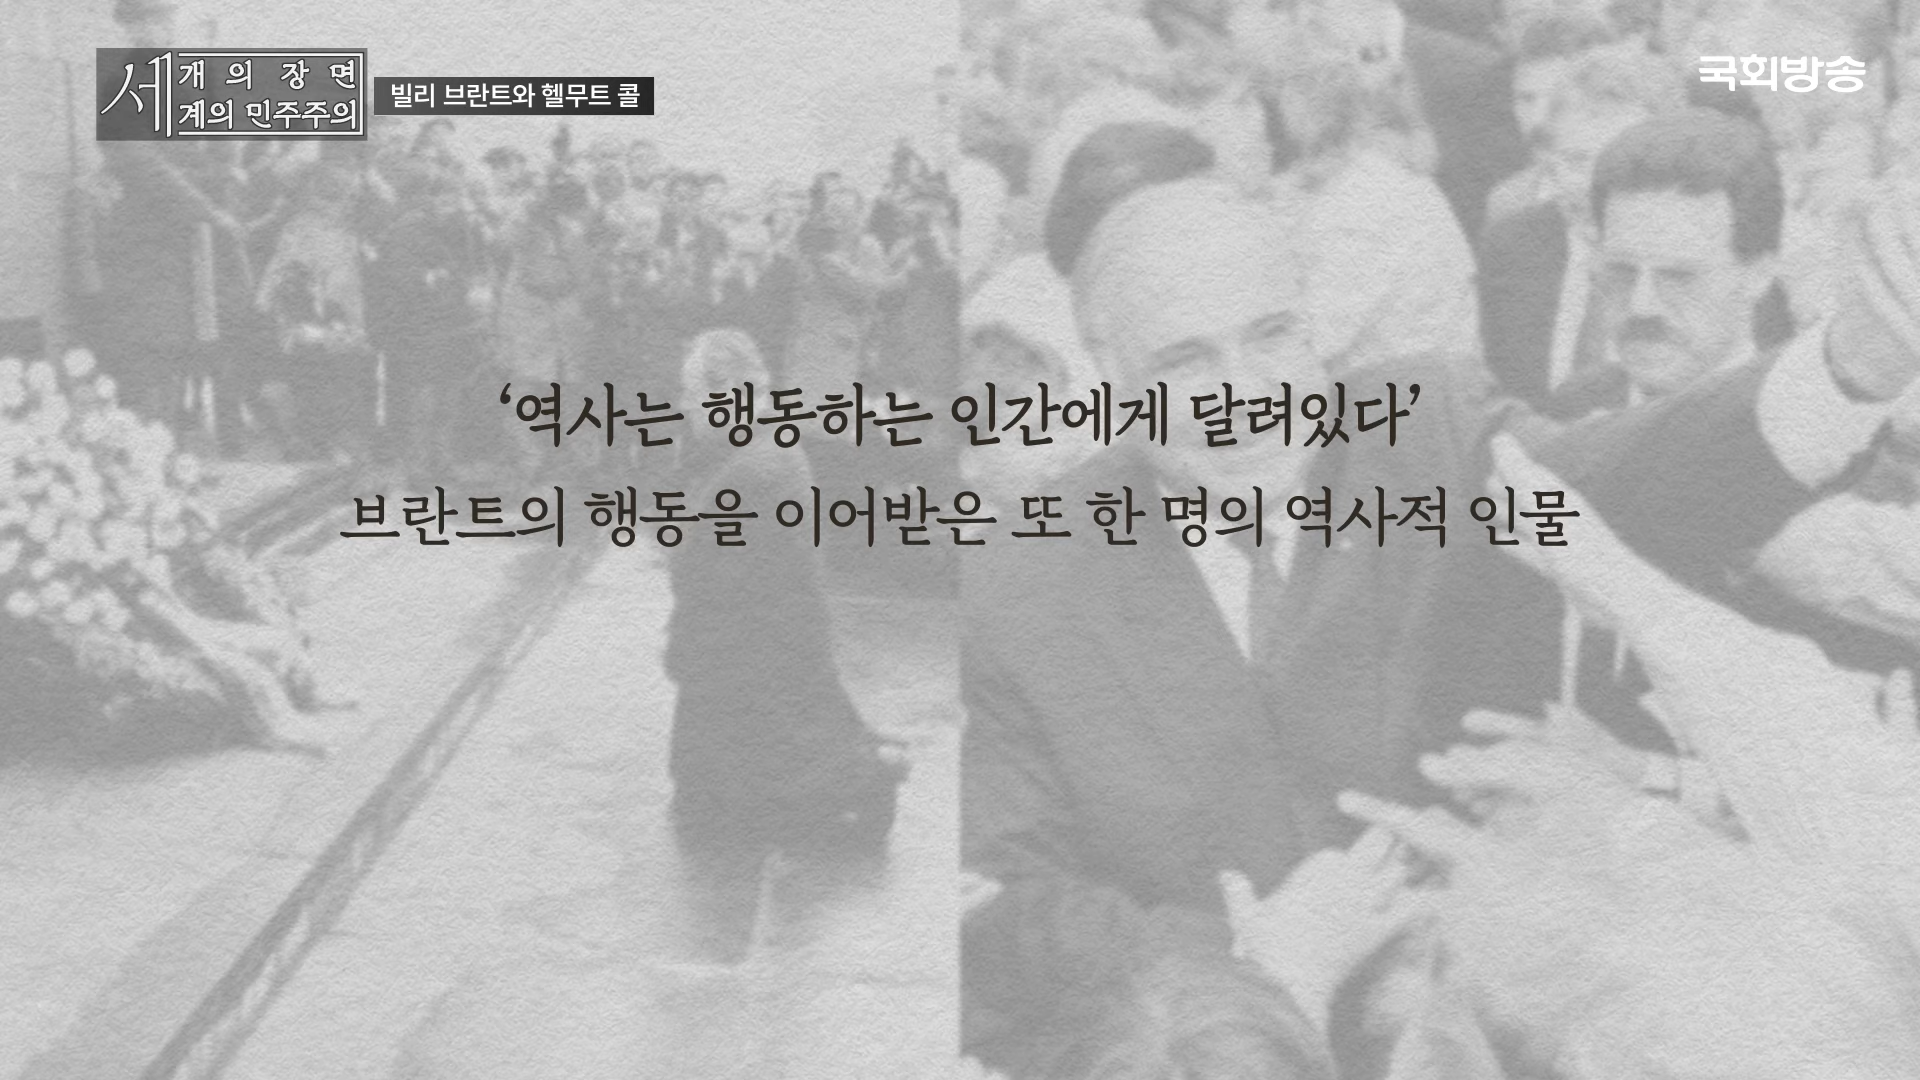 세 개의 장면
세계의 민주주의
빌리 브란트와 헬무트 콜
국회방송
‘역사는 행동하는 인간에게 달려있다’
브란트의 행동을 이어받은 또 한 명의 역사적 인물